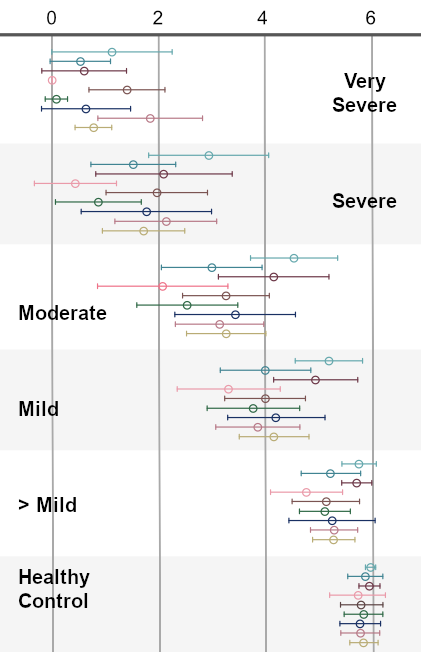 0 2 4 6
Very
Severe
Severe
Moderate
Mild
> Mild
Healthy
Control